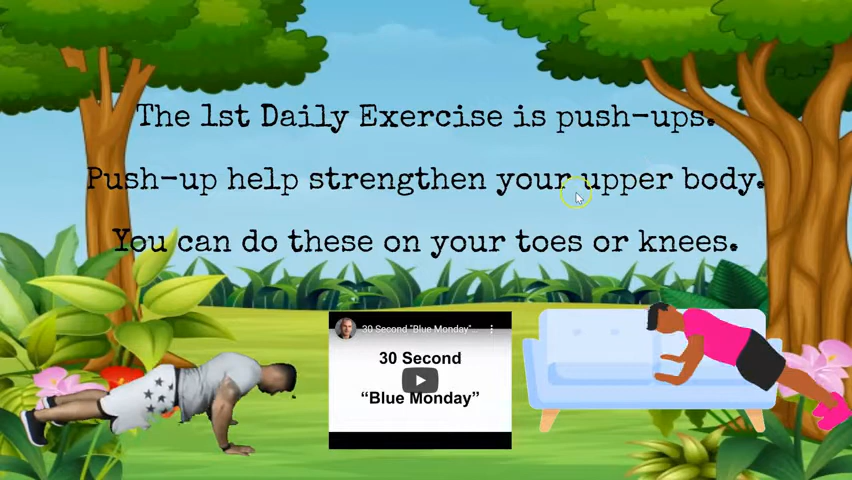 The 1st Daily Exercise is push-ups.
Push-up help strengthen your upper body.
You can do these on your toes or knees.
30 Second "Blue Monday"...
30 Second
“Blue Monday”